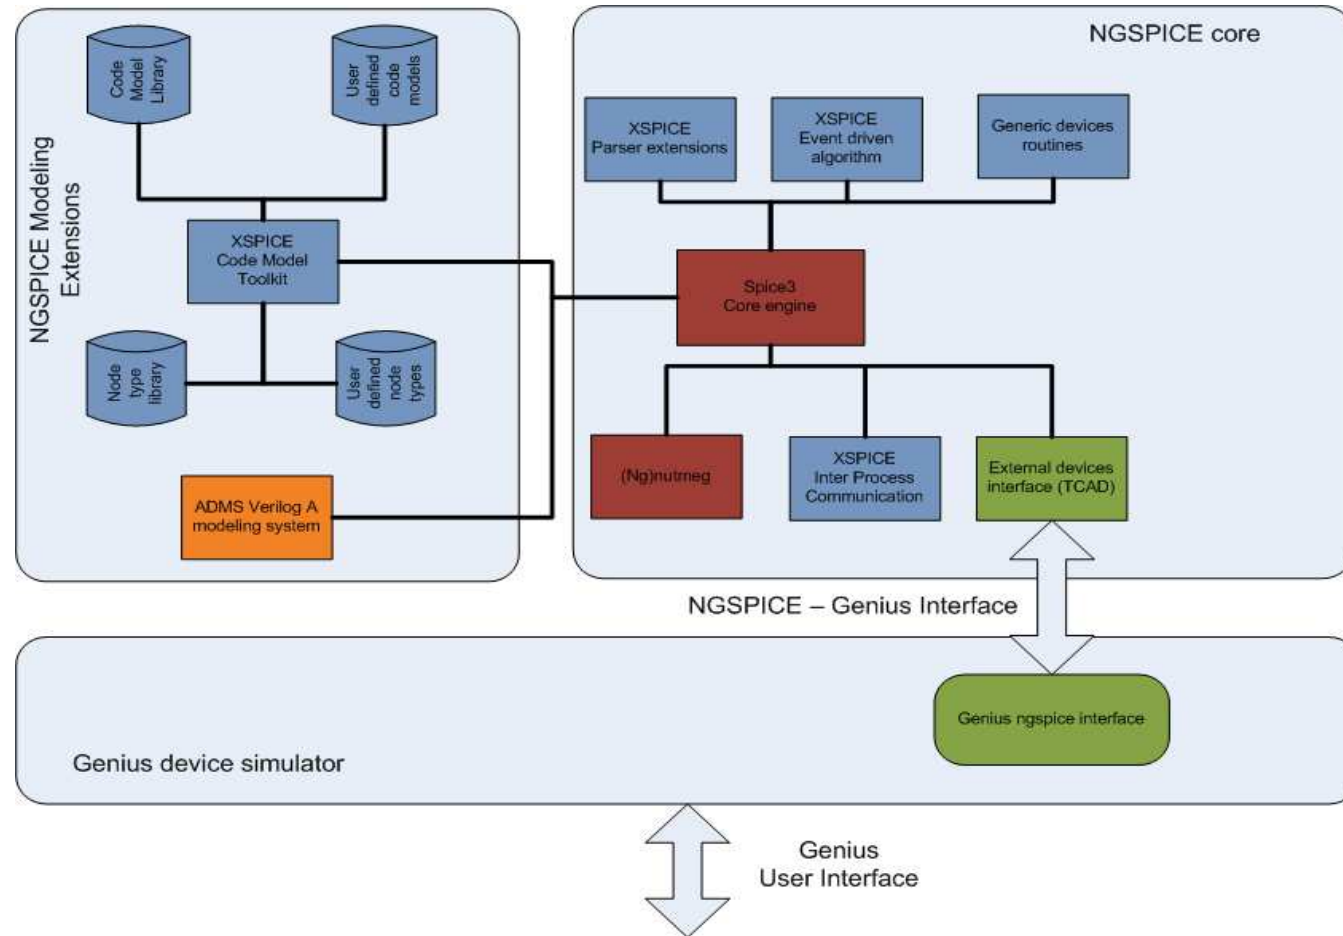 NGSPICE Modeling
Extensions
Code
Model
Library
User
defined
code
models
XSPICE
Code Model
Toolkit
Node
type
library
User
defined
node
types
ADMS Verilog A
modeling system
NGSPICE core
XSPICE
Parser extensions
XSPICE
Event driven
algorithm
Generic devices
routines
Spice3
Core engine
(Ng)nutmeg
XSPICE
Inter Process
Communication
External devices
interface (TCAD)
NGSPICE – Genius Interface
Genius ngspice interface
Genius device simulator
Genius
User Interface